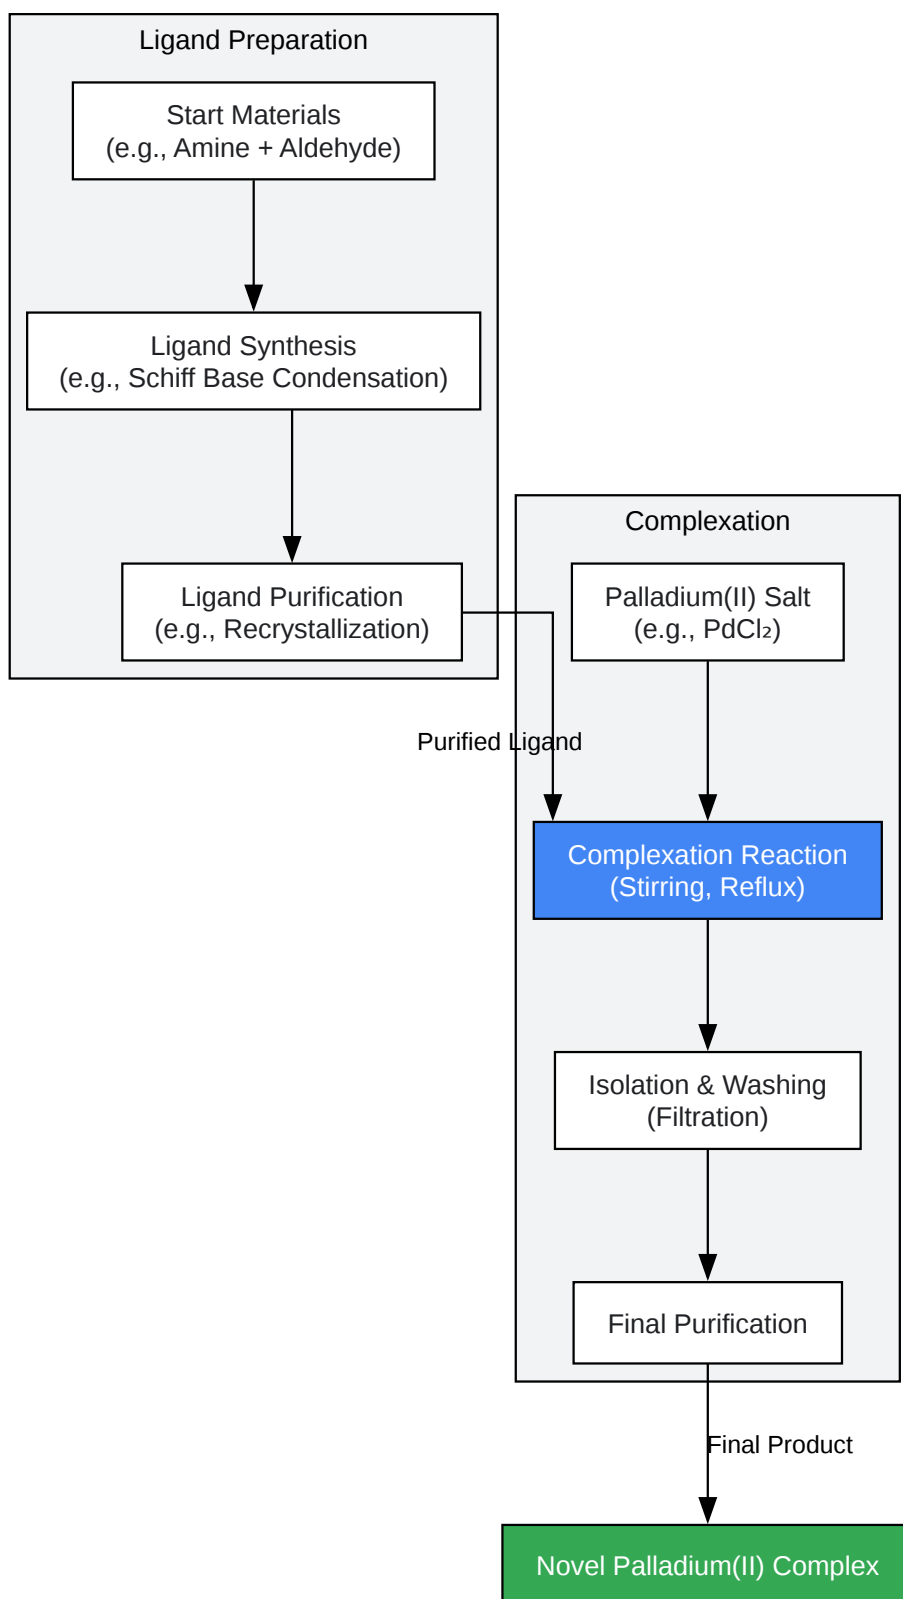 Ligand Preparation
Start Materials
(e.g., Amine + Aldehyde)
Ligand Synthesis
(e.g., Schiff Base Condensation)
Ligand Purification
(e.g., Recrystallization)
Purified Ligand
Complexation
Palladium(II) Salt
(e.g., PdCl₂)
Complexation Reaction
(Stirring, Reflux)
Isolation & Washing
(Filtration)
Final Purification
Final Product
Novel Palladium(II) Complex